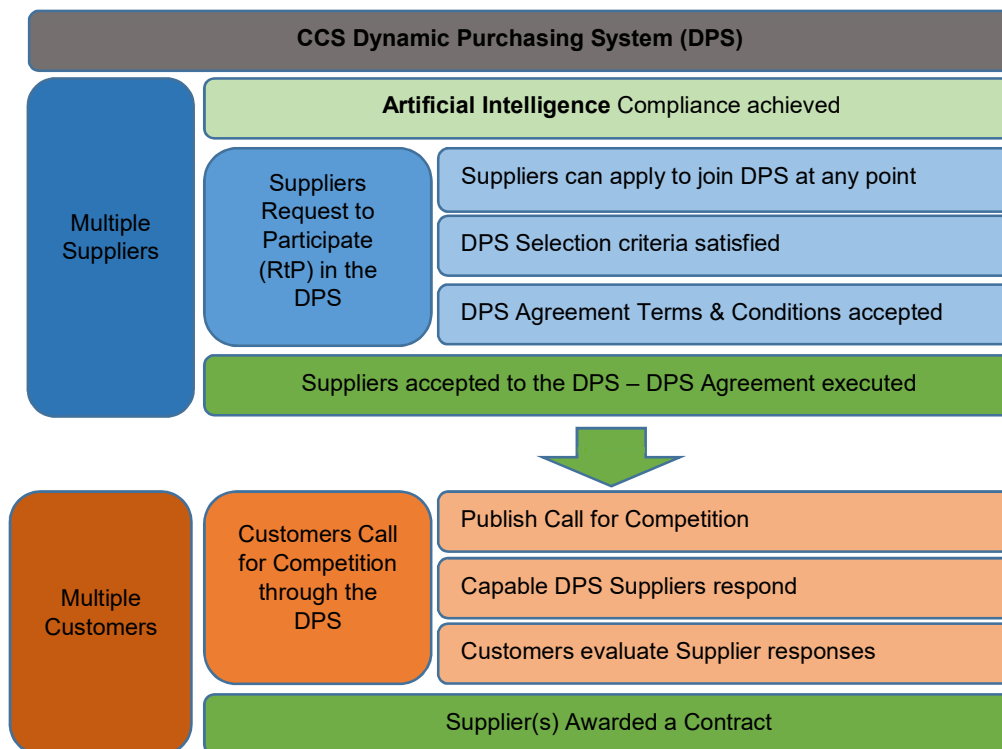 CCS Dynamic Purchasing System (DPS)
Multiple
Suppliers
Artificial Intelligence Compliance achieved
Suppliers
Request to
Participate
(RtP) in the
DPS
Suppliers can apply to join DPS at any point
DPS Selection criteria satisfied
DPS Agreement Terms & Conditions accepted
Suppliers accepted to the DPS – DPS Agreement executed
Multiple
Customers
Customers Call
for Competition
through the
DPS
Publish Call for Competition
Capable DPS Suppliers respond
Customers evaluate Supplier responses
Supplier(s) Awarded a Contract